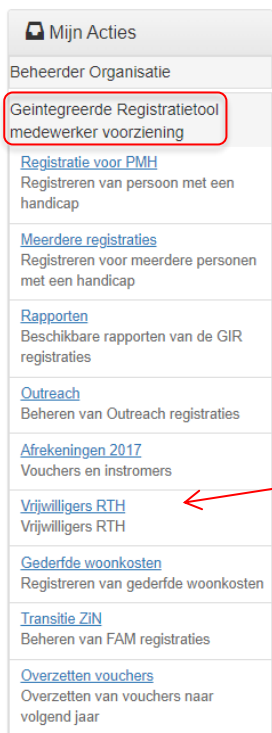 Mijn Acties
Beheerder Organisatie
Geintegreerde Registratietool
medewerker voorziening
Registratie voor PMH
Registreren van persoon met een
handicap
Meerdere registraties
Registreren voor meerdere personen
met een handicap
Rapporten
Beschikbare rapporten van de GIR
registraties
Outreach
Beheren van Outreach registraties
Afrekeningen 2017
Vouchers en instromers
Vrijwilligers RTH
Vrijwilligers RTH
Gederfde woonkosten
Registreren van gederfde woonkosten
Transitie ZiN
Beheren van FAM registraties
Overzetten vouchers
Overzetten van vouchers naar
volgend jaar